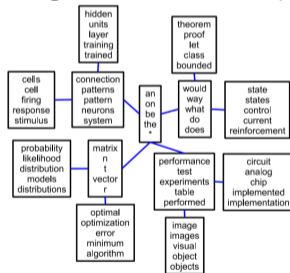 hidden
units
layer
training
trained
theorem
proof
let
class
bounded
cells
cell
firing
response
stimulus
connection
patterns
pattern
neurons
system
an
on
be
the
*
would
way
what
do
does
state
states
control
current
reinforcement
probability
likelihood
distribution
models
distributions
matrix
n
t
vector
r
performance
test
experiments
table
performed
circuit
analog
chip
implemented
implementation
optimal
optimization
error
minimum
algorithm
image
images
visual
object
objects